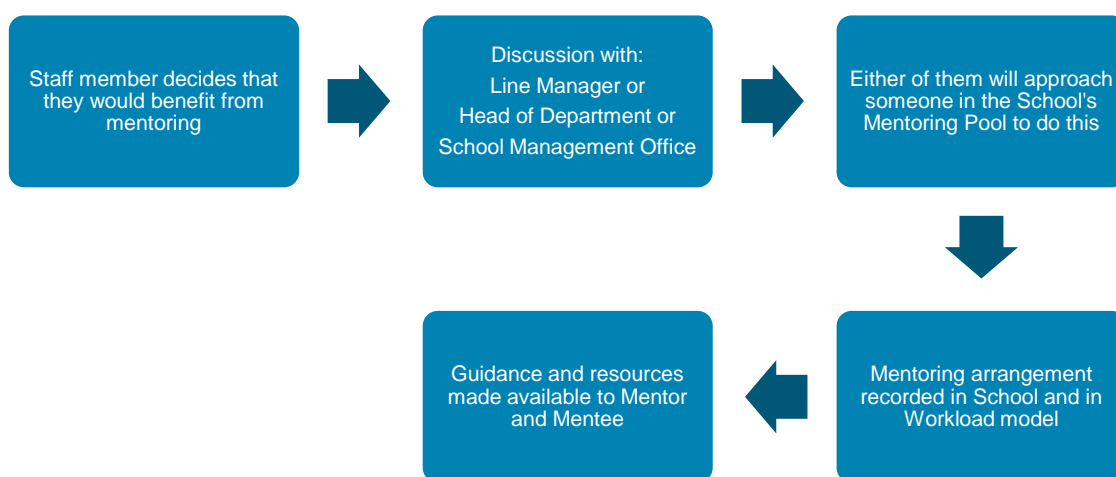 Staff member decides that
they would benefit from
mentoring
Discussion with:
Line Manager or
Head of Department or
School Management Office
Either of them will approach
someone in the School's
Mentoring Pool to do this
Mentoring arrangement
recorded in School and in
Workload model
Guidance and resources
made available to Mentor
and Mentee